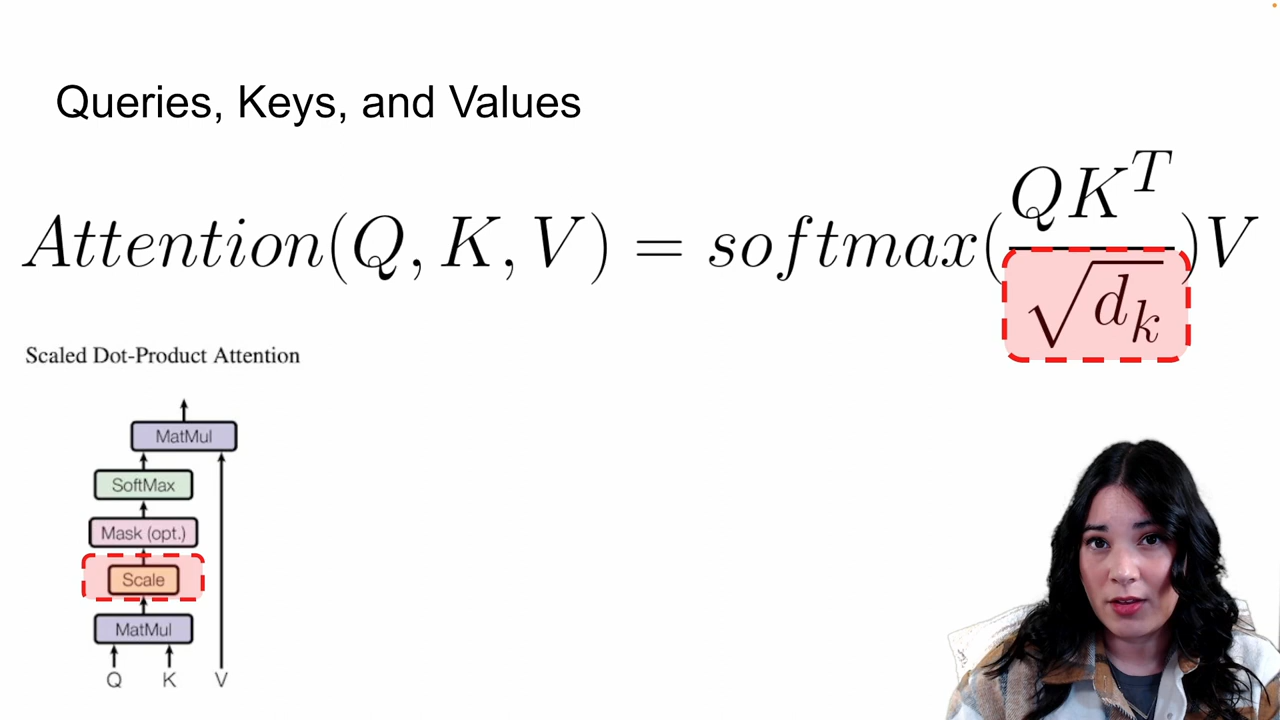 Queries, Keys, and Values
Attention(Q, K, V) = softmax(QK^T / √d_k)V
Scaled Dot-Product Attention
MatMul
SoftMax
Mask (opt.)
Scale
MatMul
Q K V